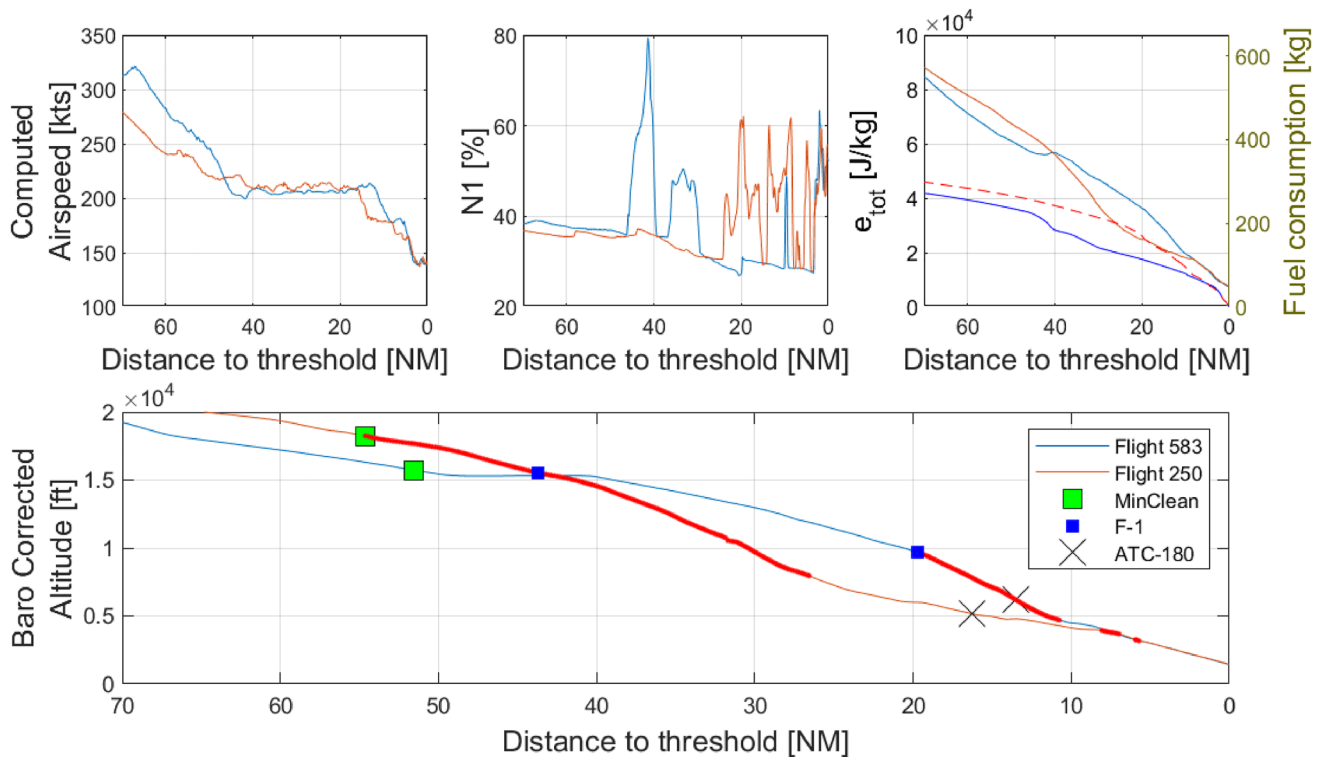 350
300
250
200
150
100
60
40
20
0
Computed
Airspeed [kts]
Distance to threshold [NM]
80
60
40
20
60
40
20
0
N1 [%]
Distance to threshold [NM]
×10⁴
10
8
6
4
2
0
60
40
20
0
e_tot [J/kg]
600
400
200
0
Fuel consumption [kg]
Distance to threshold [NM]
×10⁴
2
1.5
1
0.5
0
70
60
50
40
30
20
10
0
Baro Corrected
Altitude [ft]
Distance to threshold [NM]
Flight 583
Flight 250
MinClean
F-1
ATC-180